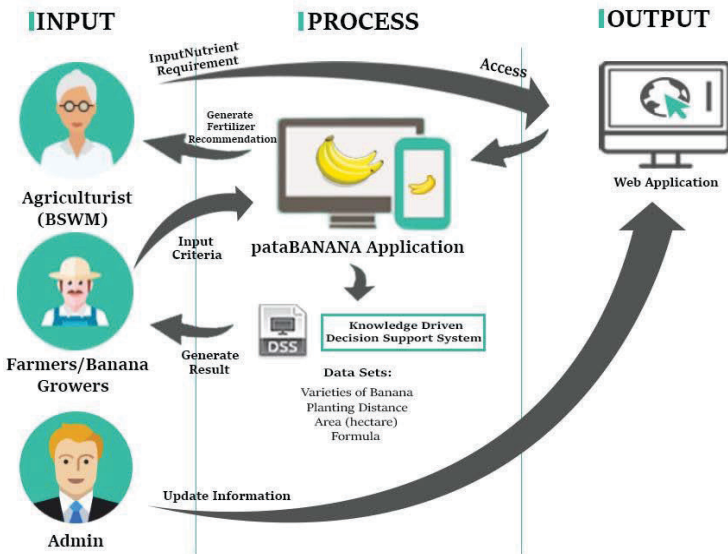 INPUT
PROCESS
OUTPUT
InputNutrient
Requirement
Access
Generate
Fertilizer
Recommendation
Agriculturist
(BSWM)
Input
Criteria
pataBANANA Application
Web Application
DSS
Knowledge Driven
Decision Support System
Generate
Result
Farmers/Banana
Growers
Data Sets:
Varieties of Banana
Planting Distance
Area (hectare)
Formula
Update Information
Admin